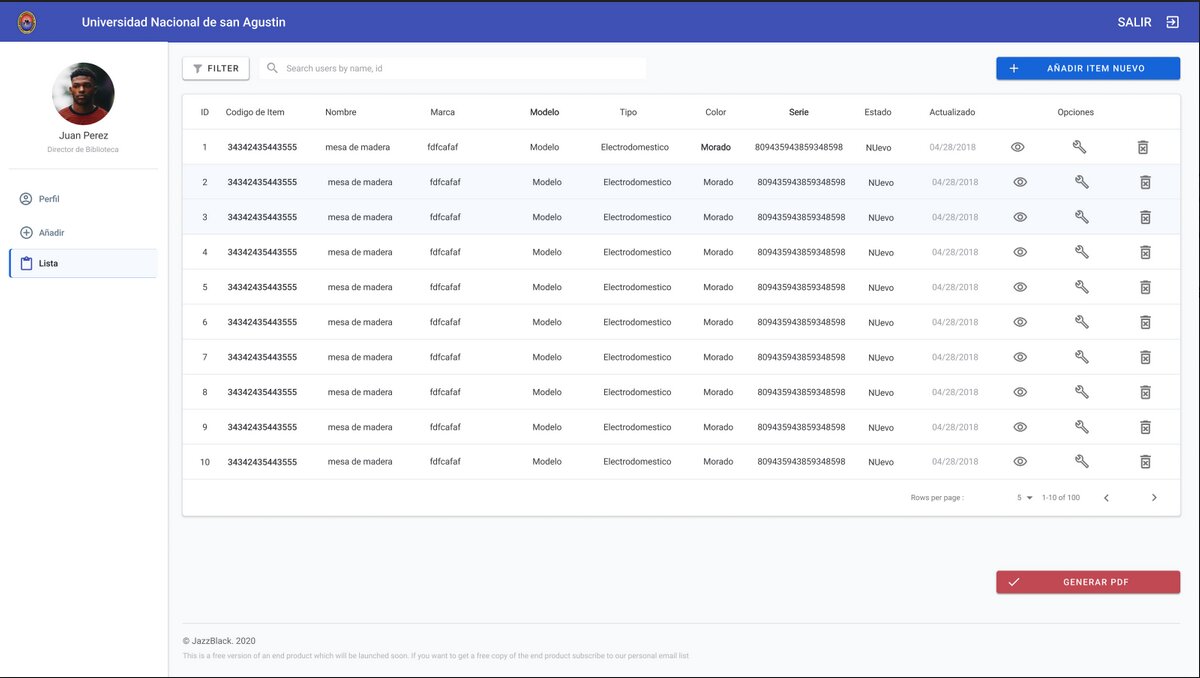 Universidad Nacional de san Agustin
SALIR
Juan Perez
Director de Biblioteca
Perfil
Añadir
Lista
FILTER
Search users by name, id
AÑADIR ITEM NUEVO
ID Codigo de Item Nombre Marca Modelo Tipo Color Serie Estado Actualizado Opciones
1 34342435443555 mesa de madera fdfcafaf Modelo Electrodomestico Morado 809435943859348598 NUevo 04/28/2018
2 34342435443555 mesa de madera fdfcafaf Modelo Electrodomestico Morado 809435943859348598 NUevo 04/28/2018
3 34342435443555 mesa de madera fdfcafaf Modelo Electrodomestico Morado 809435943859348598 NUevo 04/28/2018
4 34342435443555 mesa de madera fdfcafaf Modelo Electrodomestico Morado 809435943859348598 NUevo 04/28/2018
5 34342435443555 mesa de madera fdfcafaf Modelo Electrodomestico Morado 809435943859348598 NUevo 04/28/2018
6 34342435443555 mesa de madera fdfcafaf Modelo Electrodomestico Morado 809435943859348598 NUevo 04/28/2018
7 34342435443555 mesa de madera fdfcafaf Modelo Electrodomestico Morado 809435943859348598 NUevo 04/28/2018
8 34342435443555 mesa de madera fdfcafaf Modelo Electrodomestico Morado 809435943859348598 NUevo 04/28/2018
9 34342435443555 mesa de madera fdfcafaf Modelo Electrodomestico Morado 809435943859348598 NUevo 04/28/2018
10 34342435443555 mesa de madera fdfcafaf Modelo Electrodomestico Morado 809435943859348598 NUevo 04/28/2018
Rows per page : 5 1-10 of 100
GENERAR PDF
© JazzBlack. 2020
This is a free version of an end product which will be launched soon. If you want to get a free copy of the end product subscribe to our personal email list